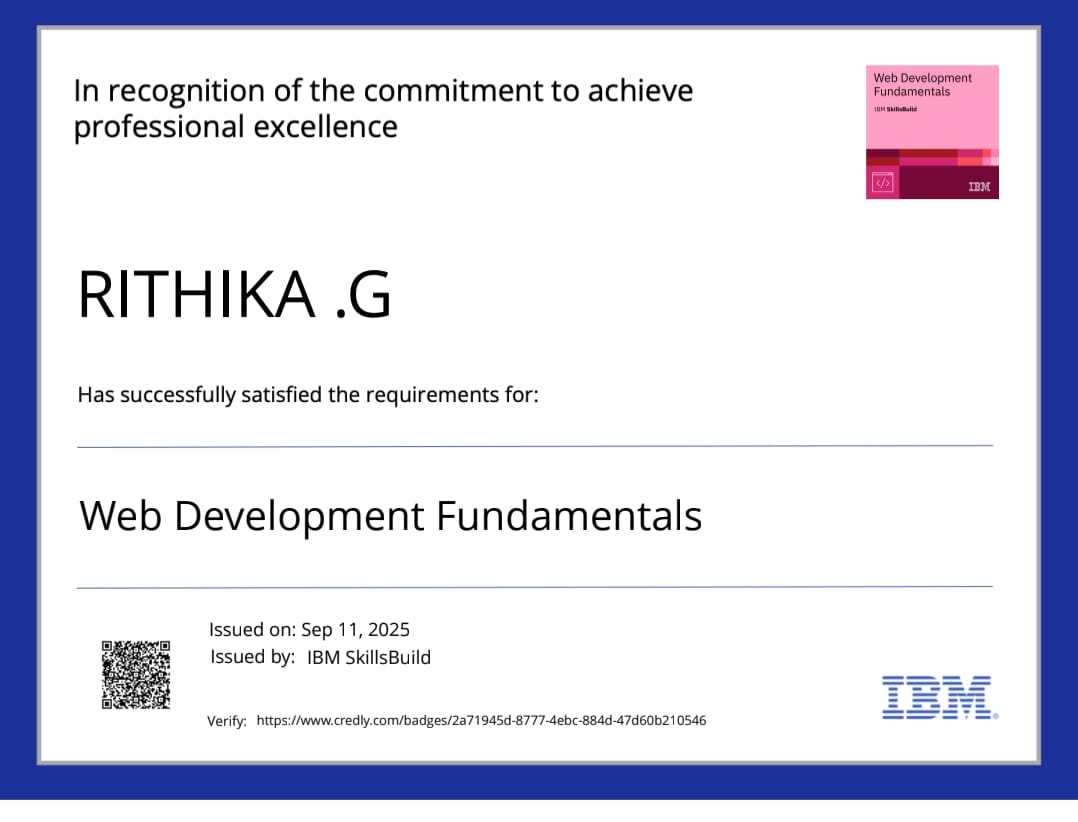 In recognition of the commitment to achieve
professional excellence
Web Development
Fundamentals
IBM SkillsBuild
</>
IBM
RITHIKA .G
Has successfully satisfied the requirements for:
Web Development Fundamentals
Issued on: Sep 11, 2025
Issued by: IBM SkillsBuild
Verify: https://www.credly.com/badges/2a71945d-8777-4ebc-884d-47d60b210546
IBM®